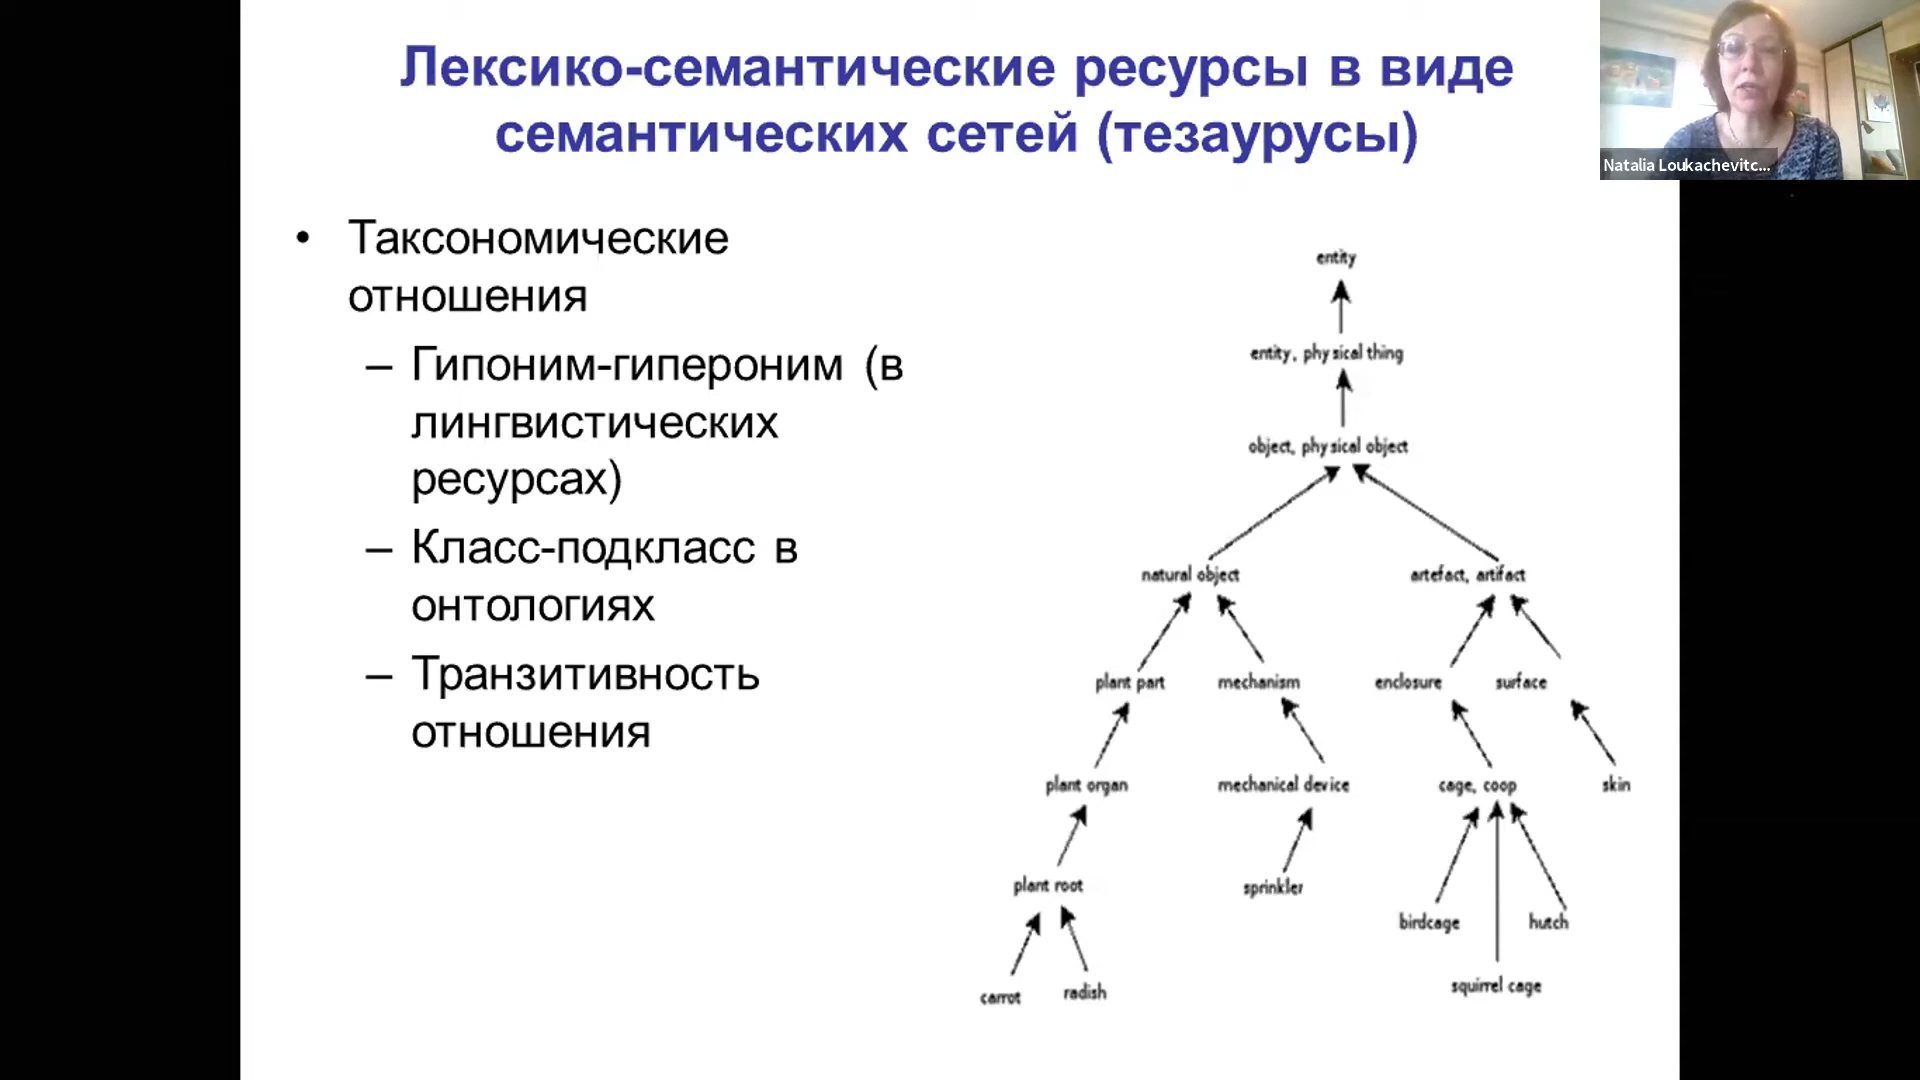 Лексико-семантические ресурсы в виде
семантических сетей (тезаурусы)
Natalia Loukachevitc...
• Таксономические
отношения
– Гипоним-гипероним (в
лингвистических
ресурсах)
– Класс-подкласс в
онтологиях
– Транзитивность
отношения
entity
entity, physical thing
object, physical object
natural object
artefact, artifact
plant part
mechanism
enclosure
surface
plant organ
mechanical device
cage, coop
skin
plant root
sprinkler
birdcage
hutch
carrot
radish
squirrel cage